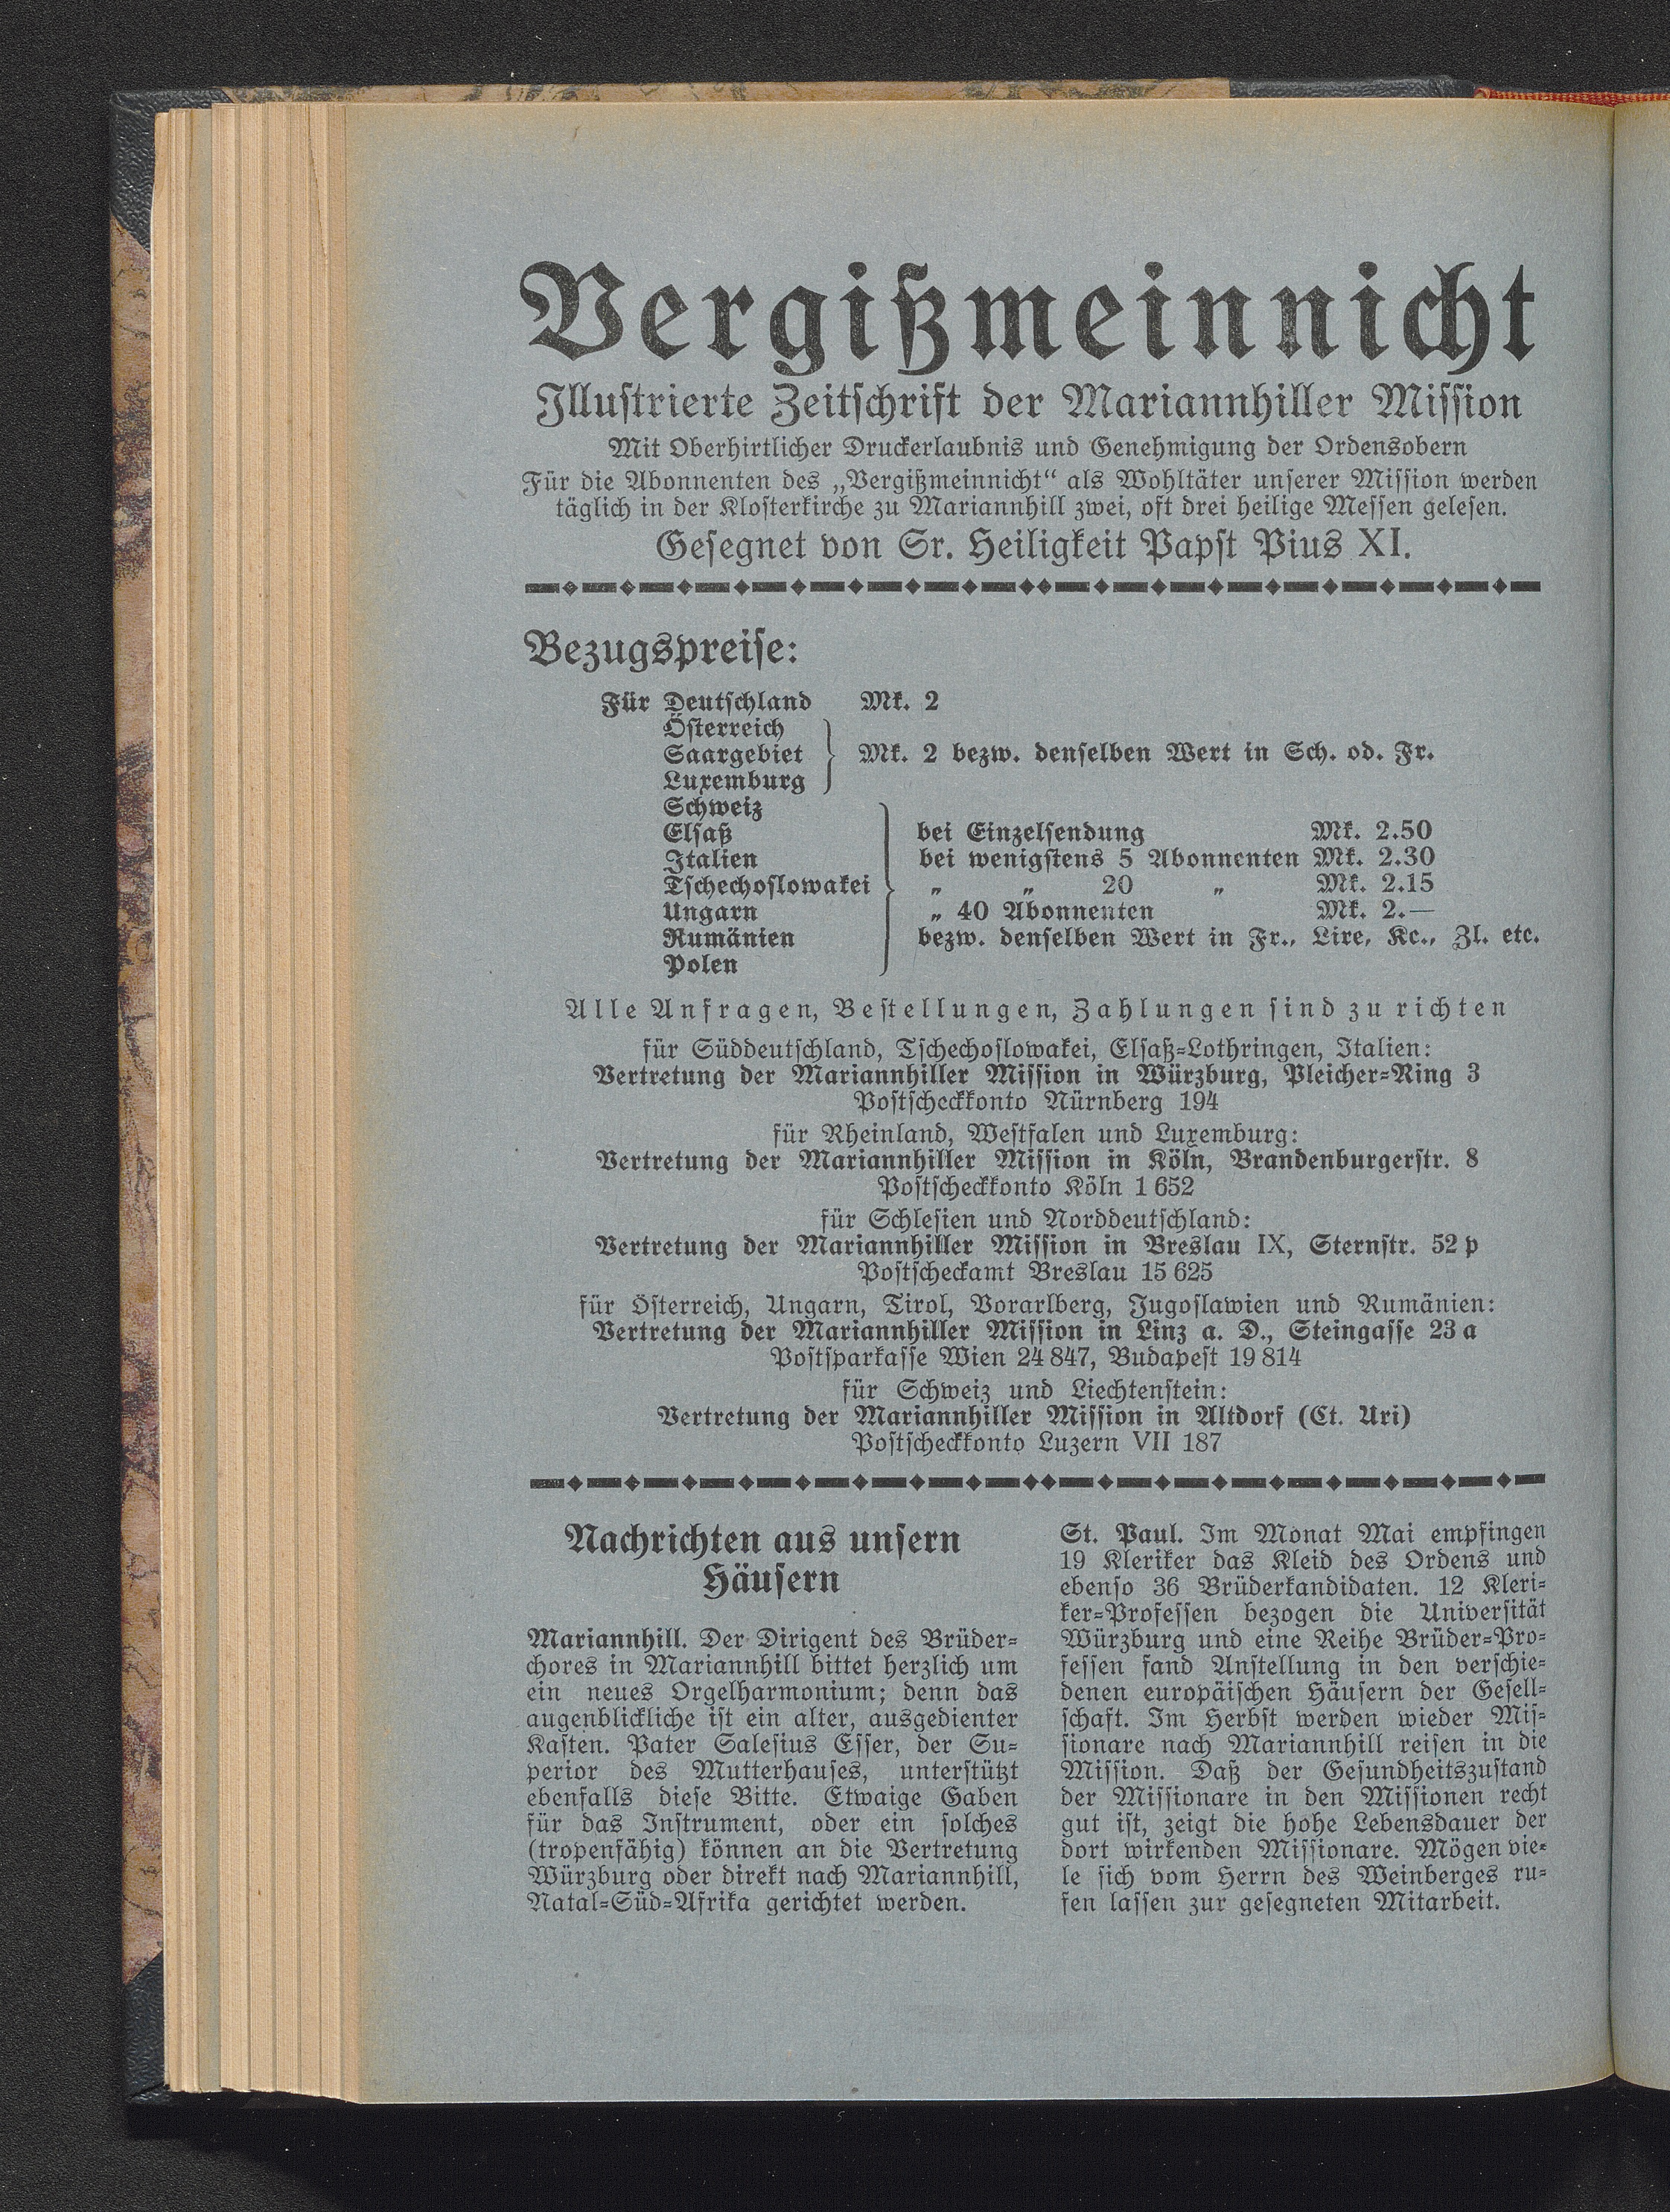 Vergißmeinnicht
Illustrierte Zeitschrift der Mariannhiller Mission
Mit Oberhirtlicher Druckerlaubnis und Genehmigung der Ordensobern
Für die Abonnenten des „Vergißmeinnicht“ als Wohltäter unserer Mission werden
täglich in der Klosterkirche zu Mariannhill zwei, oft drei heilige Messen gelesen.
Gesegnet von Sr. Heiligkeit Papst Pius XI.
Bezugspreise:
Für Deutschland Mk. 2
Österreich
Saargebiet Mk. 2 bezw. denselben Wert in Sch. od. Fr.
Luxemburg
Schweiz
Elsaß bei Einzelsendung Mk. 2.50
Italien bei wenigstens 5 Abonnenten Mk. 2.30
Tschechoslowakei „ „ 20 „ Mk. 2.15
Ungarn „ 40 Abonnenten Mk. 2.—
Rumänien bezw. denselben Wert in Fr., Lire, Kc., Zl. etc.
Polen
Alle Anfragen, Bestellungen, Zahlungen sind zu richten
für Süddeutschland, Tschechoslowakei, Elsaß-Lothringen, Italien:
Vertretung der Mariannhiller Mission in Würzburg, Pleicher-Ring 3
Postscheckkonto Nürnberg 194
für Rheinland, Westfalen und Luxemburg:
Vertretung der Mariannhiller Mission in Köln, Brandenburgerstr. 8
Postscheckkonto Köln 1 652
für Schlesien und Norddeutschland:
Vertretung der Mariannhiller Mission in Breslau IX, Sternstr. 52 p
Postscheckamt Breslau 15 625
für Österreich, Ungarn, Tirol, Vorarlberg, Jugoslawien und Rumänien:
Vertretung der Mariannhiller Mission in Linz a. D., Steingasse 23 a
Postsparkasse Wien 24 847, Budapest 19 814
für Schweiz und Liechtenstein:
Vertretung der Mariannhiller Mission in Altdorf (Ct. Uri)
Postscheckkonto Luzern VII 187
Nachrichten aus unsern
Häusern
Mariannhill. Der Dirigent des Brüder-
chores in Mariannhill bittet herzlich um
ein neues Orgelharmonium; denn das
augenblickliche ist ein alter, ausgedienter
Kasten. Pater Salesius Esser, der Su-
perior des Mutterhauses, unterstützt
ebenfalls diese Bitte. Etwaige Gaben
für das Instrument, oder ein solches
(tropenfähig) können an die Vertretung
Würzburg oder direkt nach Mariannhill,
Natal-Süd-Afrika gerichtet werden.
St. Paul. Im Monat Mai empfingen
19 Kleriker das Kleid des Ordens und
ebenso 36 Brüderkandidaten. 12 Kleri-
ker-Professen bezogen die Universität
Würzburg und eine Reihe Brüder-Pro-
fessen fand Anstellung in den verschie-
denen europäischen Häusern der Gesell-
schaft. Im Herbst werden wieder Mis-
sionare nach Mariannhill reisen in die
Mission. Daß der Gesundheitszustand
der Missionare in den Missionen recht
gut ist, zeigt die hohe Lebensdauer der
dort wirkenden Missionare. Mögen vie-
le sich vom Herrn des Weinberges ru-
fen lassen zur gesegneten Mitarbeit.